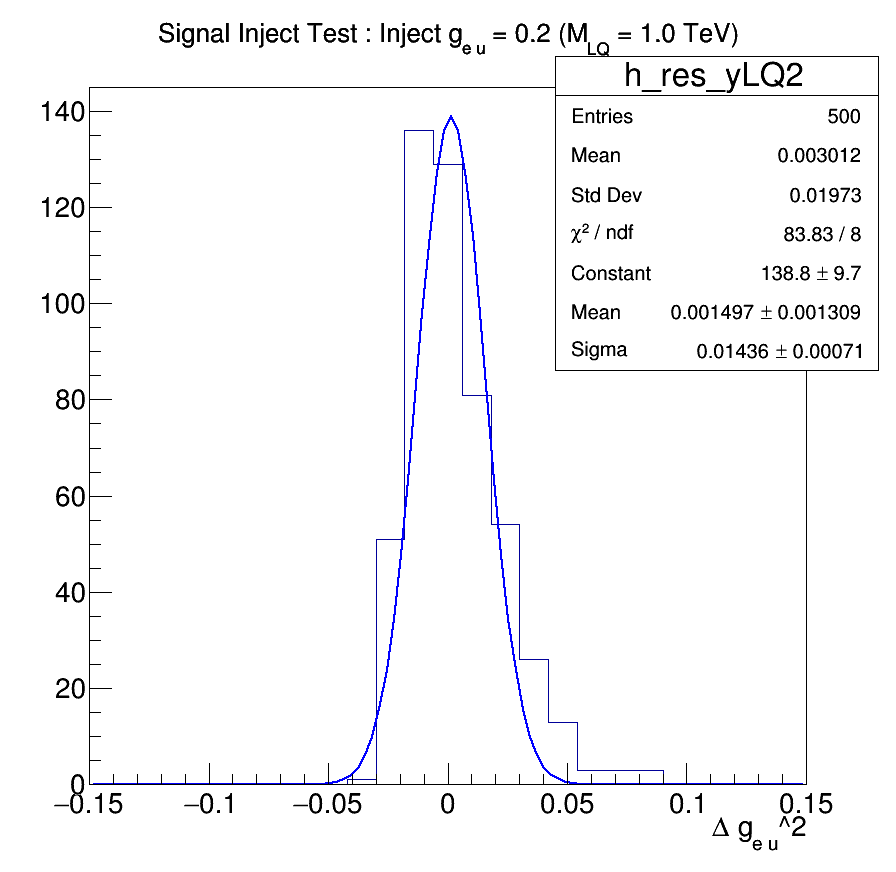 Signal Inject Test : Inject g_e u = 0.2 (M_LQ = 1.0 TeV)
h_res_yLQ2
Entries 500
Mean 0.003012
Std Dev 0.01973
χ² / ndf 83.83 / 8
Constant 138.8 ± 9.7
Mean 0.001497 ± 0.001309
Sigma 0.01436 ± 0.00071
140
120
100
80
60
40
20
0
−0.15 −0.1 −0.05 0 0.05 0.1 0.15
Δ g_e u^2